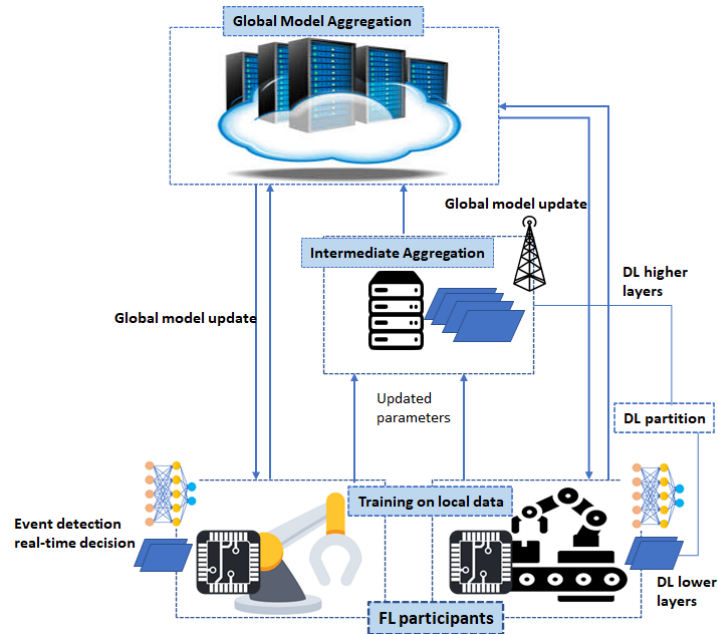 Global Model Aggregation
Global model update
Intermediate Aggregation
DL higher
layers
Global model update
Updated
parameters
DL partition
Training on local data
Event detection
real-time decision
DL lower
layers
FL participants